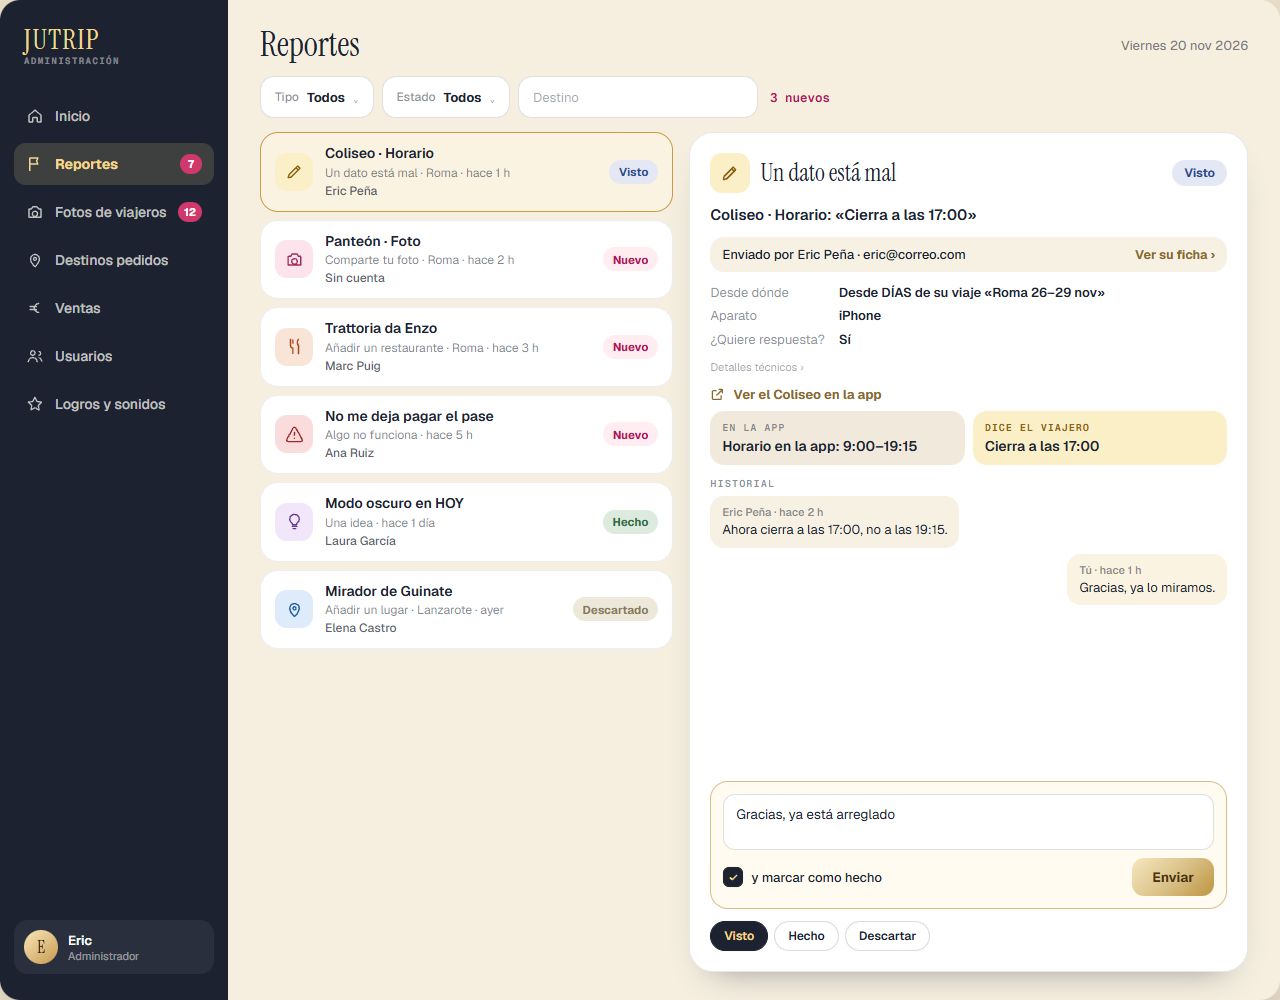 JUTRIP
ADMINISTRACIÓN
Inicio
Reportes 7
Fotos de viajeros 12
Destinos pedidos
Ventas
Usuarios
Logros y sonidos
E
Eric
Administrador
Reportes
Viernes 20 nov 2026
Tipo Todos
Estado Todos
Destino
3 nuevos
Coliseo · Horario
Un dato está mal · Roma · hace 1 h
Eric Peña
Visto
Panteón · Foto
Comparte tu foto · Roma · hace 2 h
Sin cuenta
Nuevo
Trattoria da Enzo
Añadir un restaurante · Roma · hace 3 h
Marc Puig
Nuevo
No me deja pagar el pase
Algo no funciona · hace 5 h
Ana Ruiz
Nuevo
Modo oscuro en HOY
Una idea · hace 1 día
Laura García
Hecho
Mirador de Guinate
Añadir un lugar · Lanzarote · ayer
Elena Castro
Descartado
Un dato está mal
Visto
Coliseo · Horario: «Cierra a las 17:00»
Enviado por Eric Peña · eric@correo.com
Ver su ficha ›
Desde dónde Desde DÍAS de su viaje «Roma 26–29 nov»
Aparato iPhone
¿Quiere respuesta? Sí
Detalles técnicos ›
Ver el Coliseo en la app
EN LA APP
Horario en la app: 9:00–19:15
DICE EL VIAJERO
Cierra a las 17:00
HISTORIAL
Eric Peña · hace 2 h
Ahora cierra a las 17:00, no a las 19:15.
Tú · hace 1 h
Gracias, ya lo miramos.
Gracias, ya está arreglado
y marcar como hecho
Enviar
Visto
Hecho
Descartar